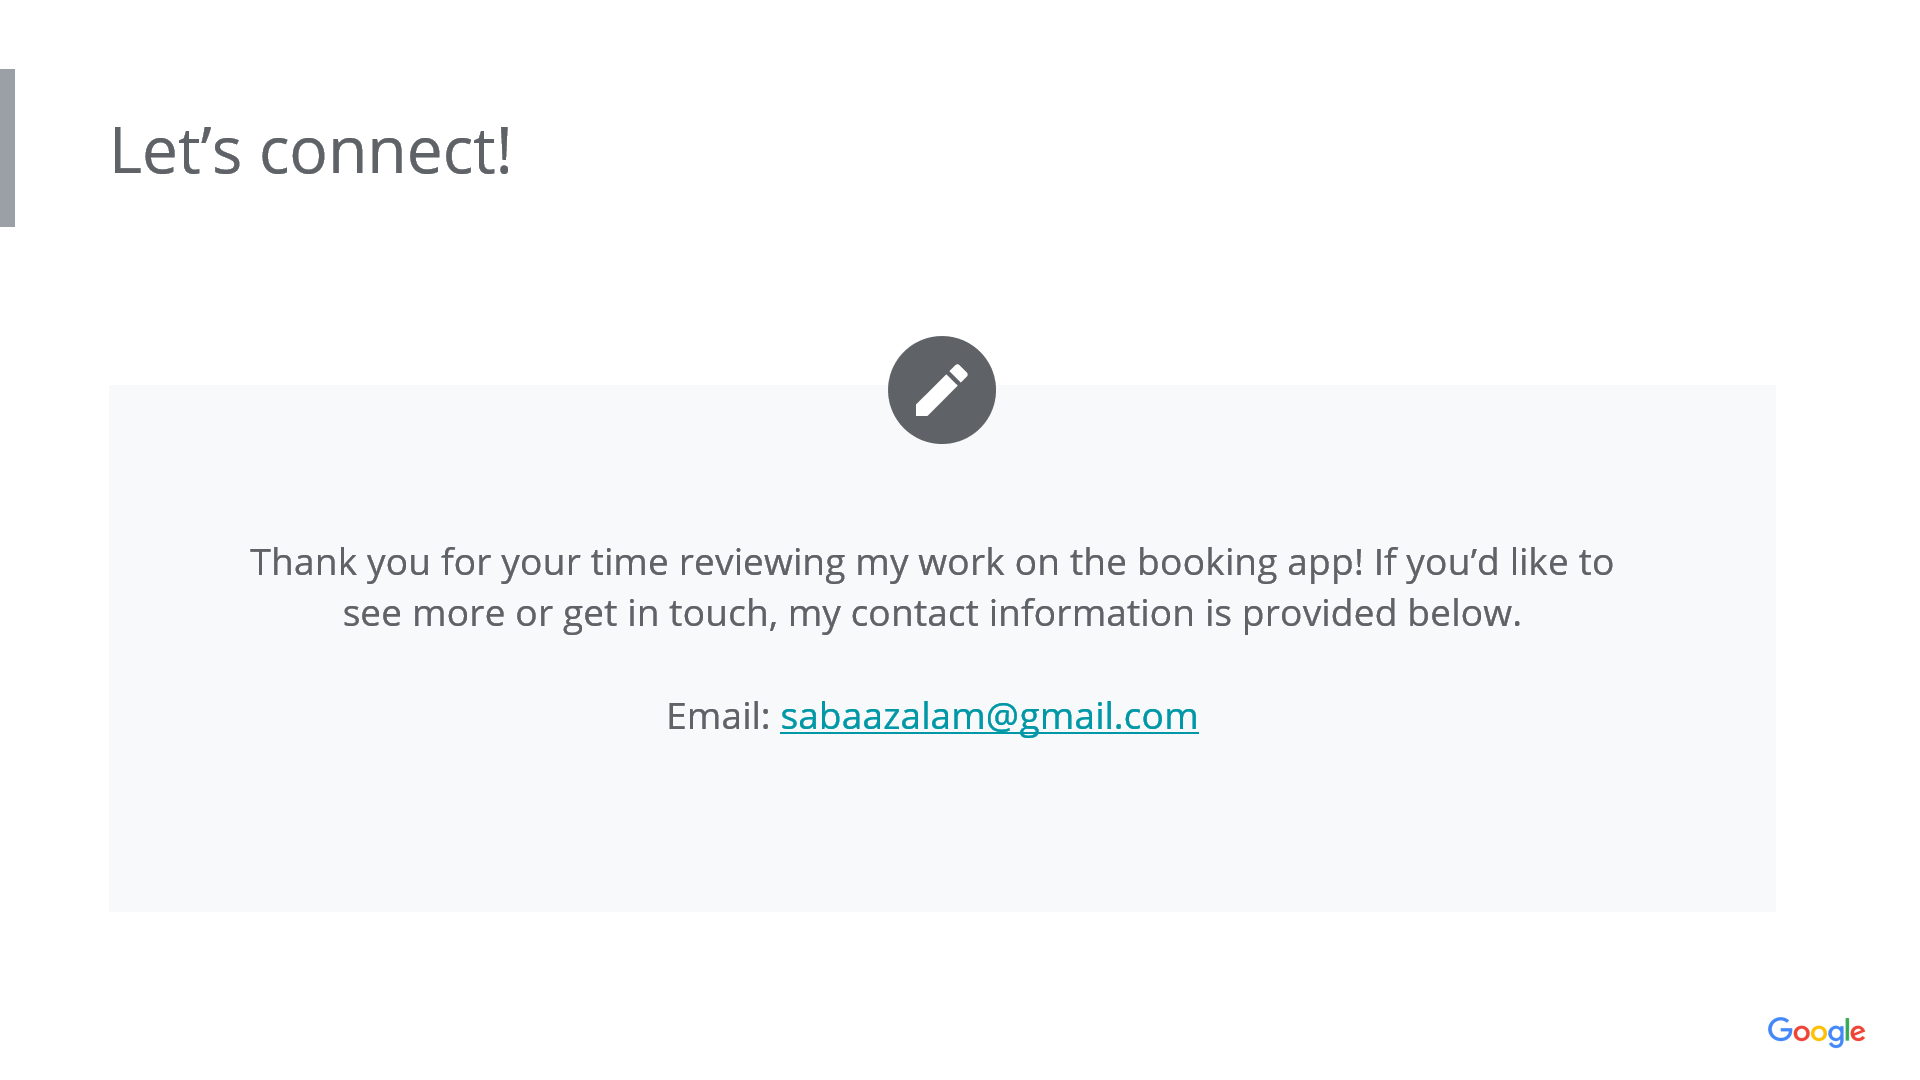 Let’s connect!
Thank you for your time reviewing my work on the booking app! If you’d like to
see more or get in touch, my contact information is provided below.
Email: sabaazalam@gmail.com
Google